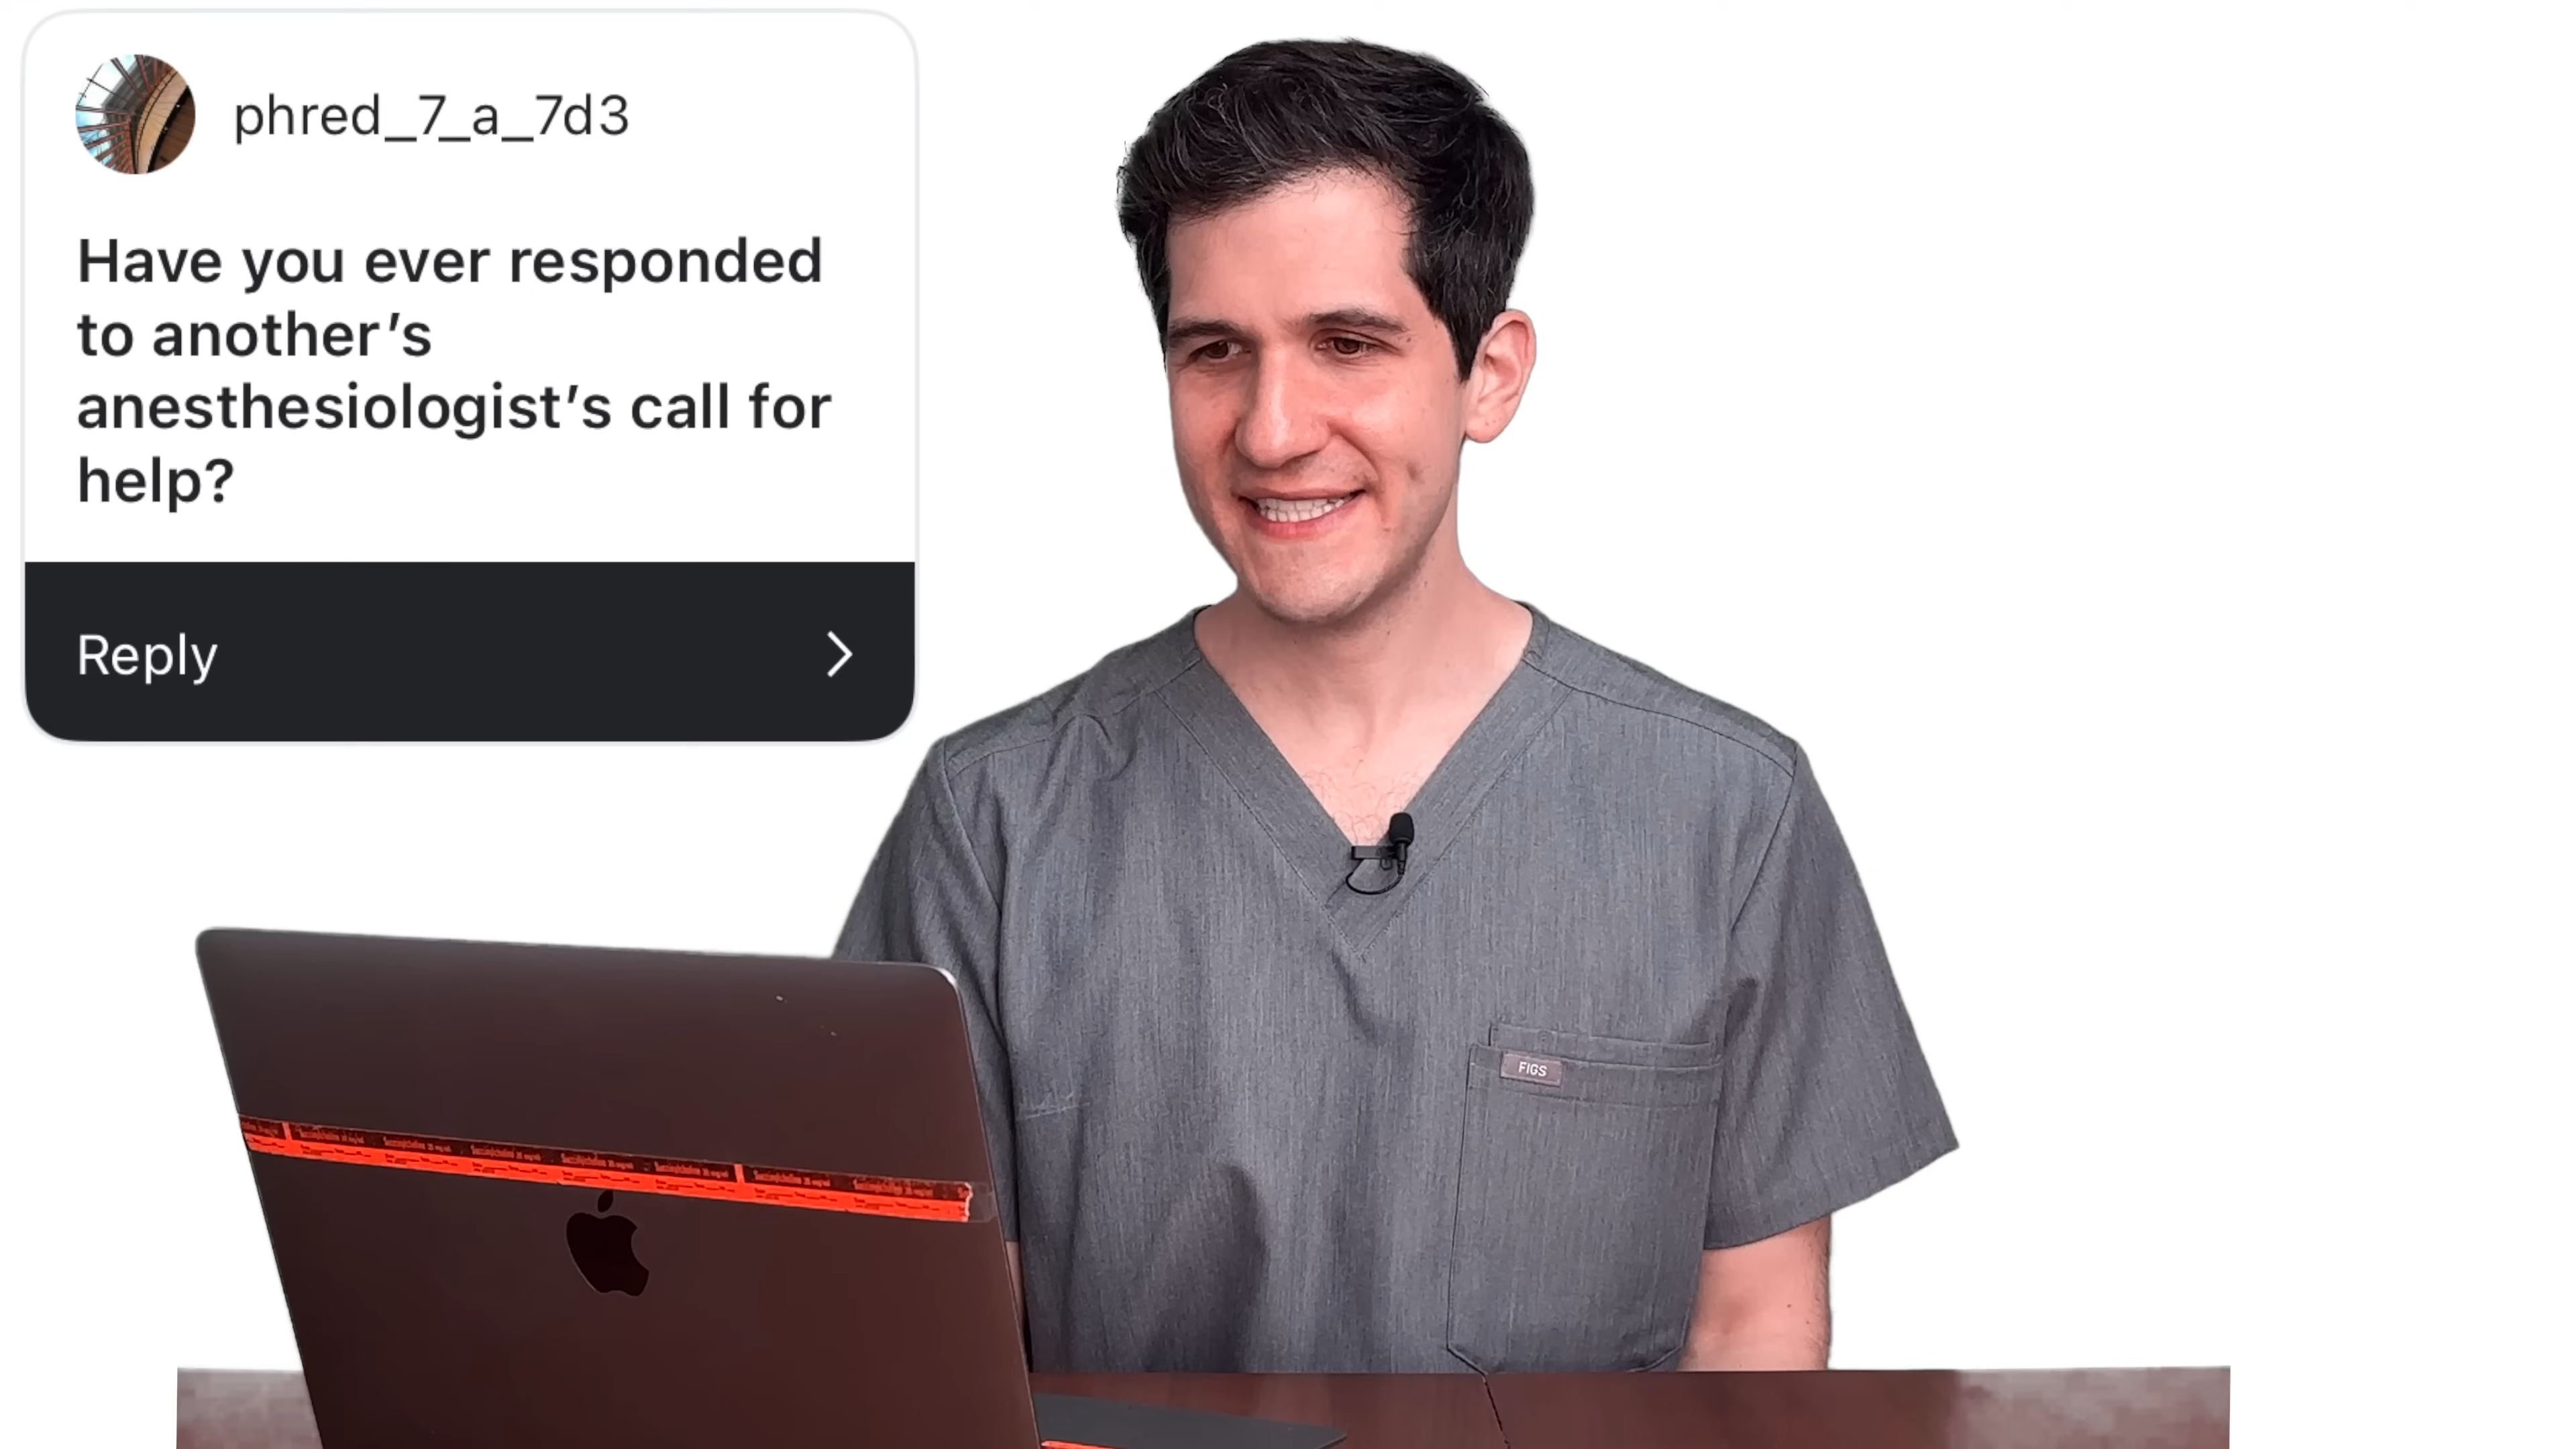 phred_7_a_7d3
Have you ever responded
to another's
anesthesiologist's call for
help?
Reply
FIGS